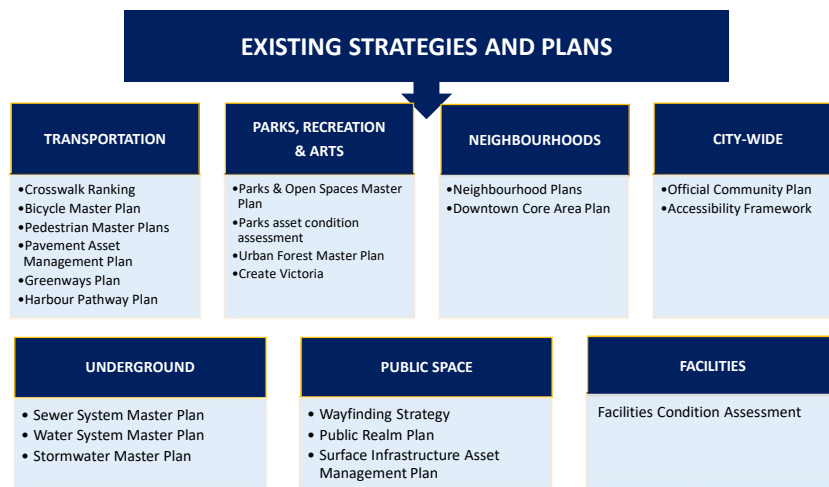 EXISTING STRATEGIES AND PLANS
TRANSPORTATION
•Crosswalk Ranking
•Bicycle Master Plan
•Pedestrian Master Plans
•Pavement Asset
Management Plan
•Greenways Plan
•Harbour Pathway Plan
PARKS, RECREATION
& ARTS
•Parks & Open Spaces Master
Plan
•Parks asset condition
assessment
•Urban Forest Master Plan
•Create Victoria
NEIGHBOURHOODS
•Neighbourhood Plans
•Downtown Core Area Plan
CITY-WIDE
•Official Community Plan
•Accessibility Framework
UNDERGROUND
• Sewer System Master Plan
• Water System Master Plan
• Stormwater Master Plan
PUBLIC SPACE
• Wayfinding Strategy
• Public Realm Plan
• Surface Infrastructure Asset
Management Plan
FACILITIES
Facilities Condition Assessment